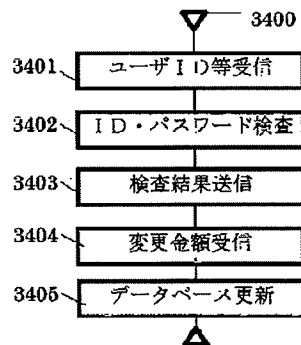 3400
3401 ユーザID等受信
3402 ID・パスワード検査
3403 検査結果送信
3404 変更金額受信
3405 データベース更新